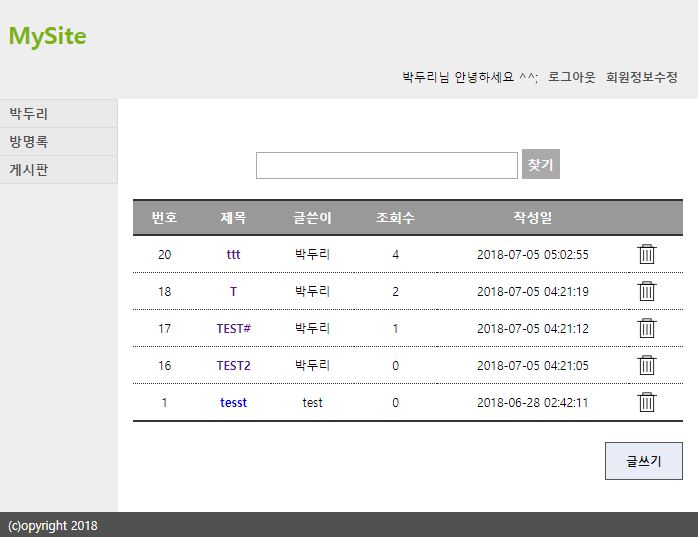 MySite
박두리님 안녕하세요 ^^; 로그아웃 회원정보수정
박두리
방명록
게시판
찾기
번호 제목 글쓴이 조회수 작성일
20 ttt 박두리 4 2018-07-05 05:02:55
18 T 박두리 2 2018-07-05 04:21:19
17 TEST# 박두리 1 2018-07-05 04:21:12
16 TEST2 박두리 0 2018-07-05 04:21:05
1 tesst test 0 2018-06-28 02:42:11
글쓰기
(c)opyright 2018